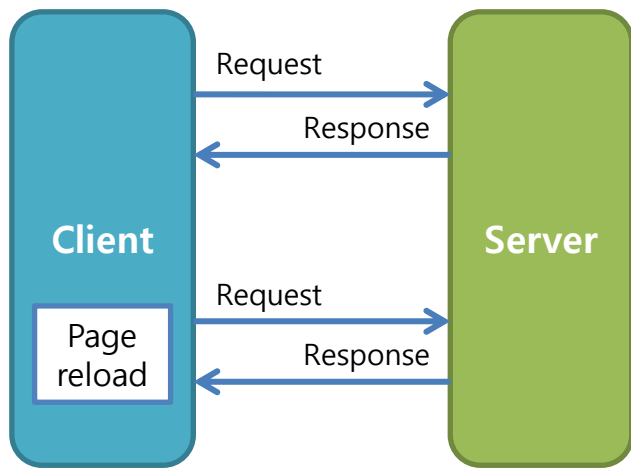 Request
Response
Client
Server
Request
Page
reload
Response